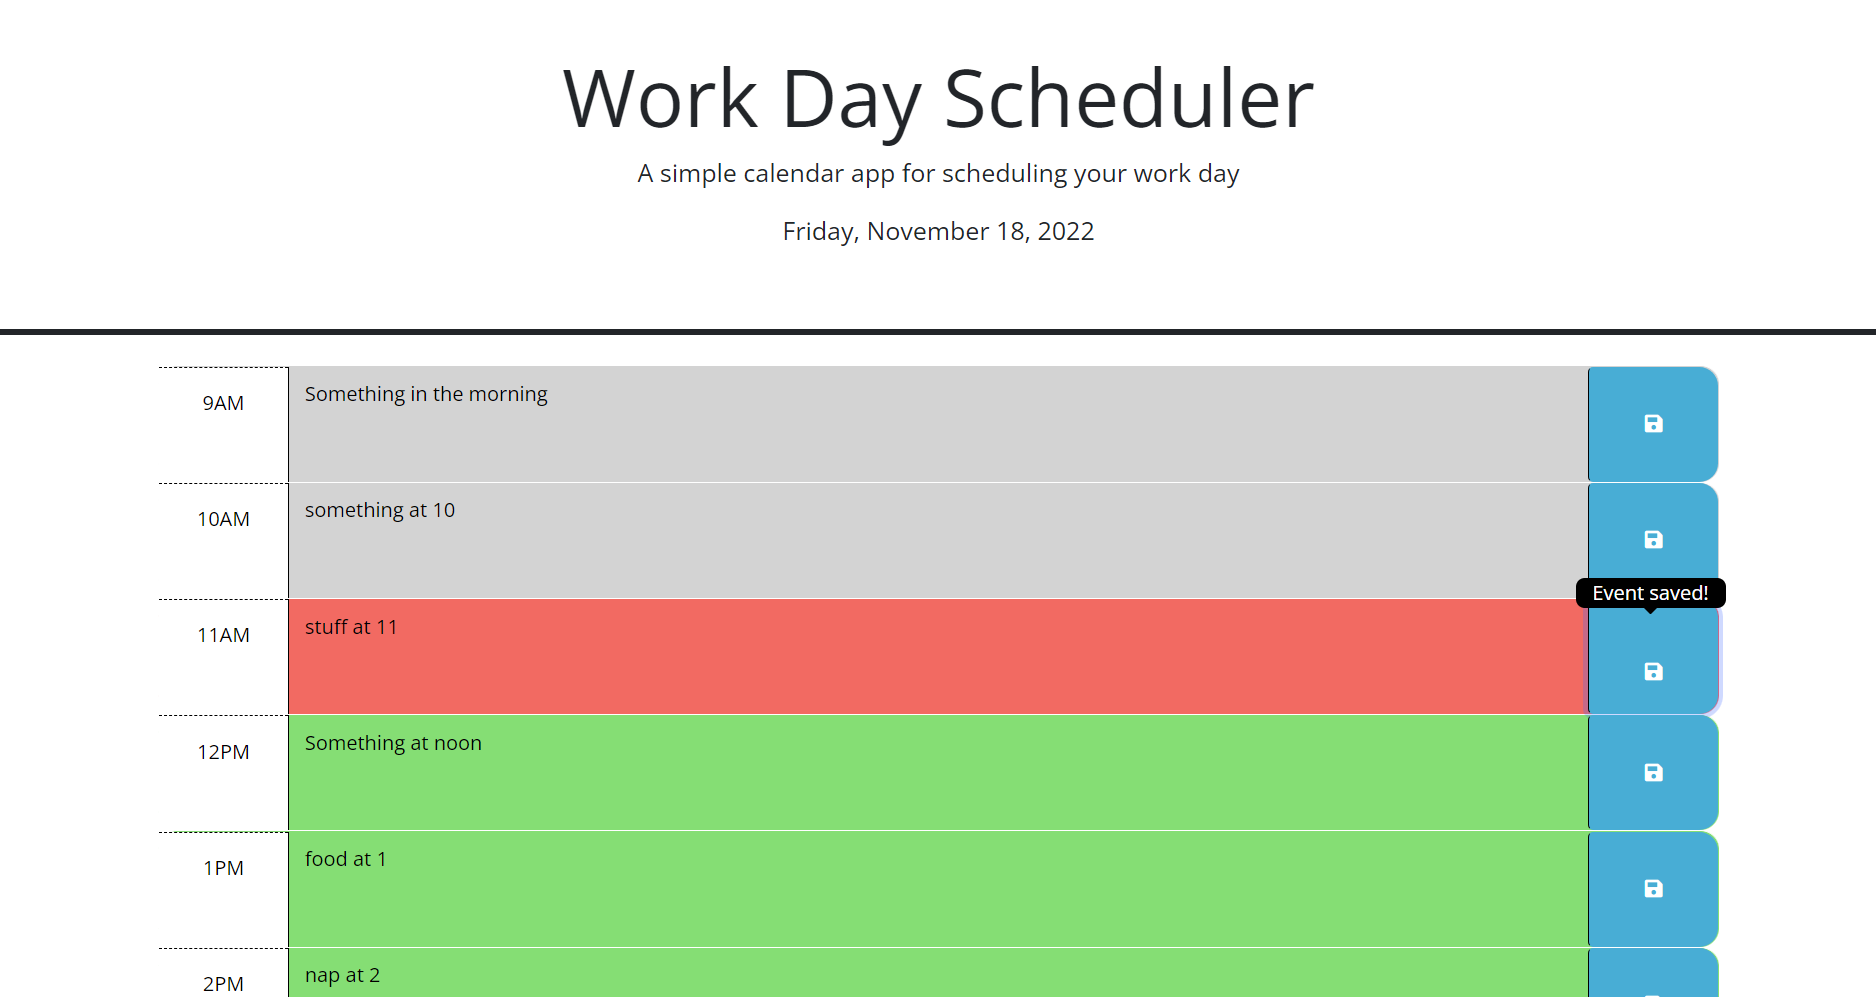 Work Day Scheduler
A simple calendar app for scheduling your work day
Friday, November 18, 2022
9AM
Something in the morning
10AM
something at 10
Event saved!
11AM
stuff at 11
12PM
Something at noon
1PM
food at 1
2PM
nap at 2